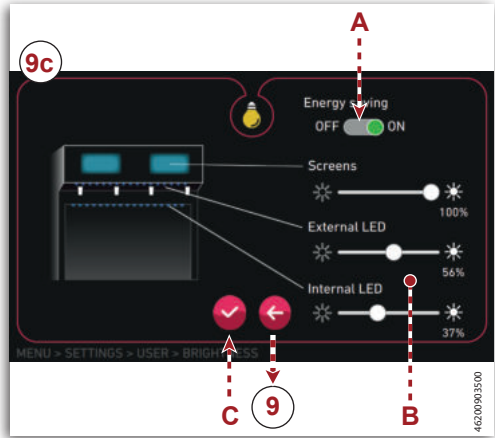 A
9c
Energy saving
OFF ON
Screens
100%
External LED
56%
Internal LED
37%
MENU > SETTINGS > USER > BRIGHTNESS
C 9 B
46200903500